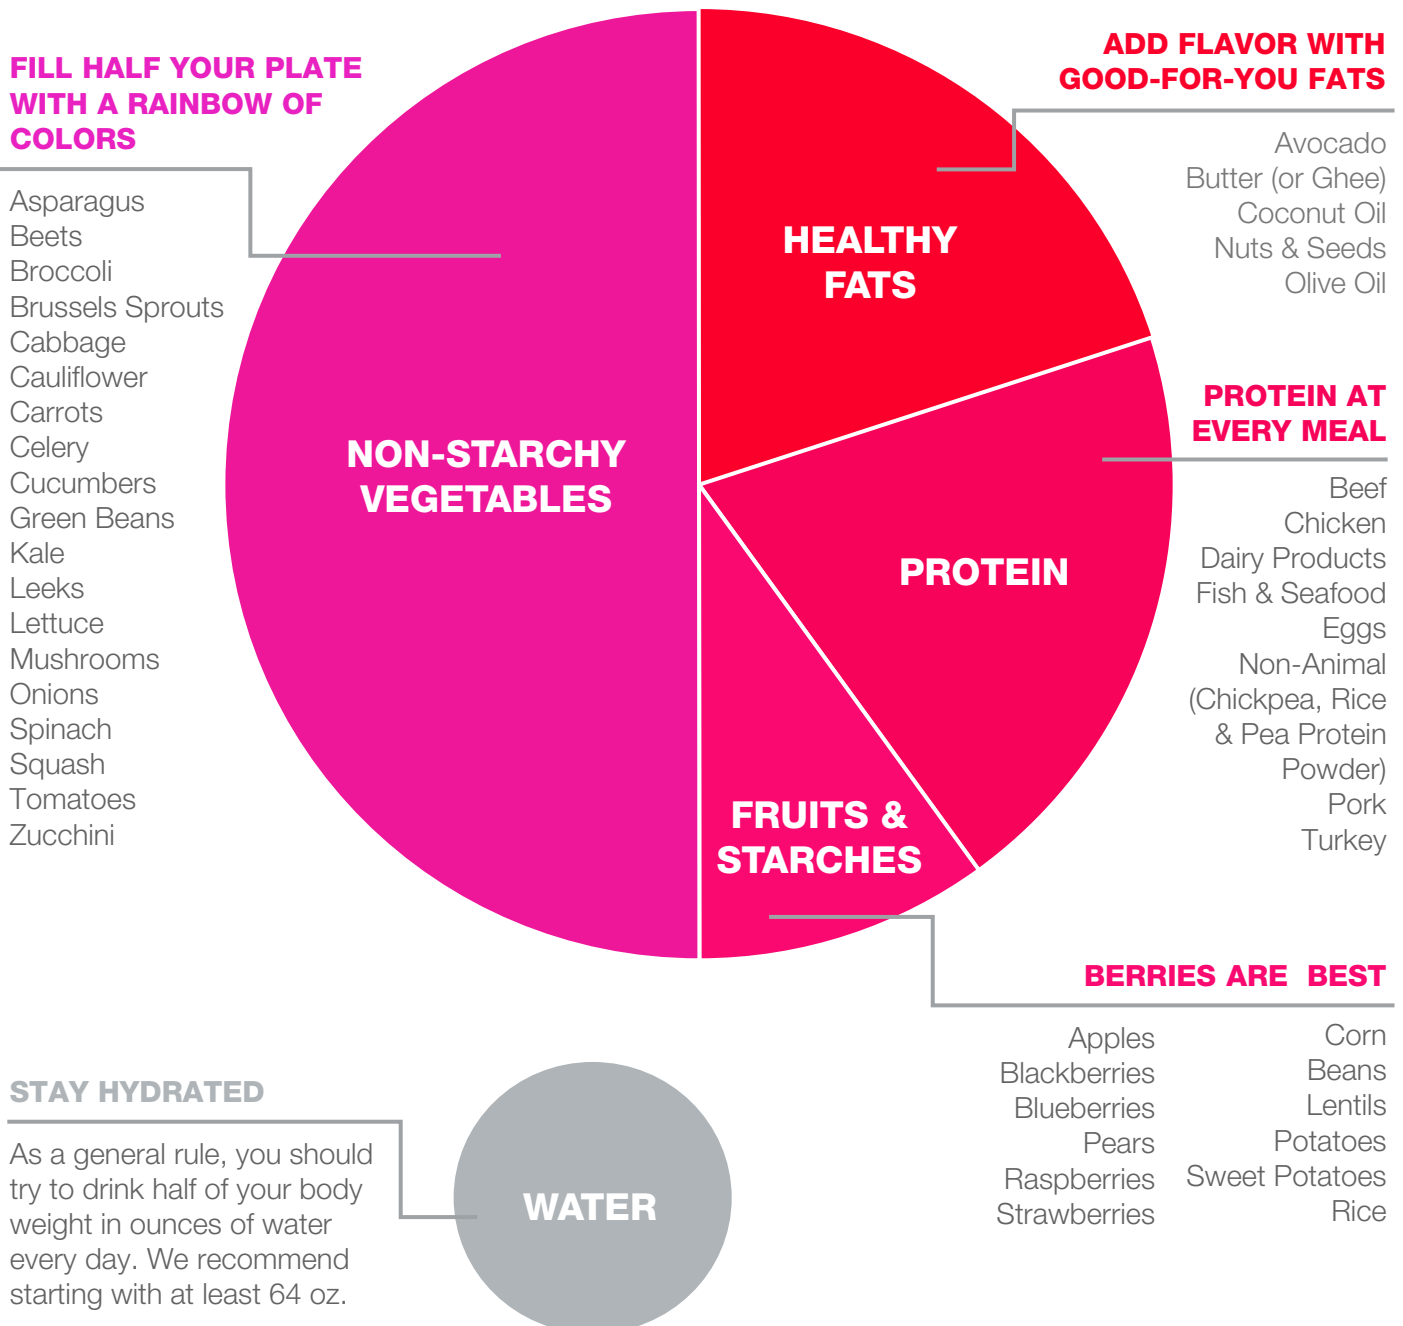 FILL HALF YOUR PLATE
WITH A RAINBOW OF
COLORS
Asparagus
Beets
Broccoli
Brussels Sprouts
Cabbage
Cauliflower
Carrots
Celery
Cucumbers
Green Beans
Kale
Leeks
Lettuce
Mushrooms
Onions
Spinach
Squash
Tomatoes
Zucchini
NON-STARCHY
VEGETABLES
HEALTHY
FATS
PROTEIN
FRUITS &
STARCHES
ADD FLAVOR WITH
GOOD-FOR-YOU FATS
Avocado
Butter (or Ghee)
Coconut Oil
Nuts & Seeds
Olive Oil
PROTEIN AT
EVERY MEAL
Beef
Chicken
Dairy Products
Fish & Seafood
Eggs
Non-Animal
(Chickpea, Rice
& Pea Protein
Powder)
Pork
Turkey
BERRIES ARE  BEST
Apples
Blackberries
Blueberries
Pears
Raspberries
Strawberries
Corn
Beans
Lentils
Potatoes
Sweet Potatoes
Rice
STAY HYDRATED
As a general rule, you should
try to drink half of your body
weight in ounces of water
every day. We recommend
starting with at least 64 oz.
WATER